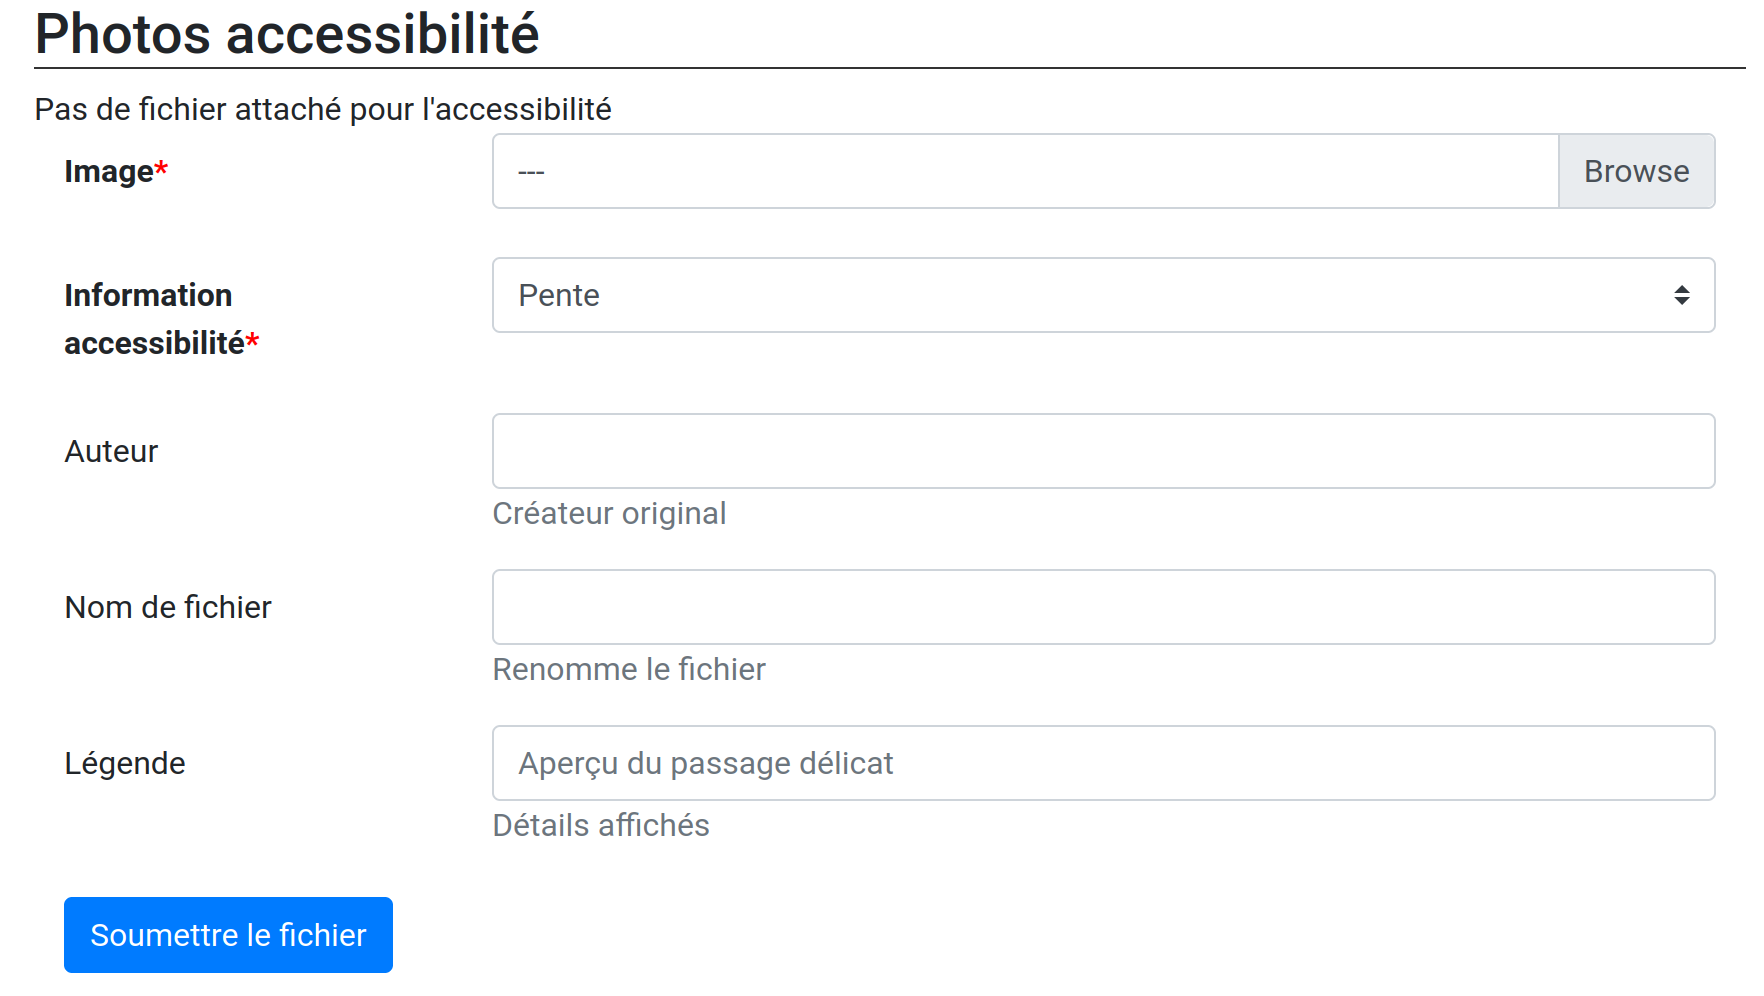 Photos accessibilité
Pas de fichier attaché pour l'accessibilité
Image*
---
Browse
Information
accessibilité*
Pente
Auteur
Créateur original
Nom de fichier
Renomme le fichier
Légende
Aperçu du passage délicat
Détails affichés
Soumettre le fichier